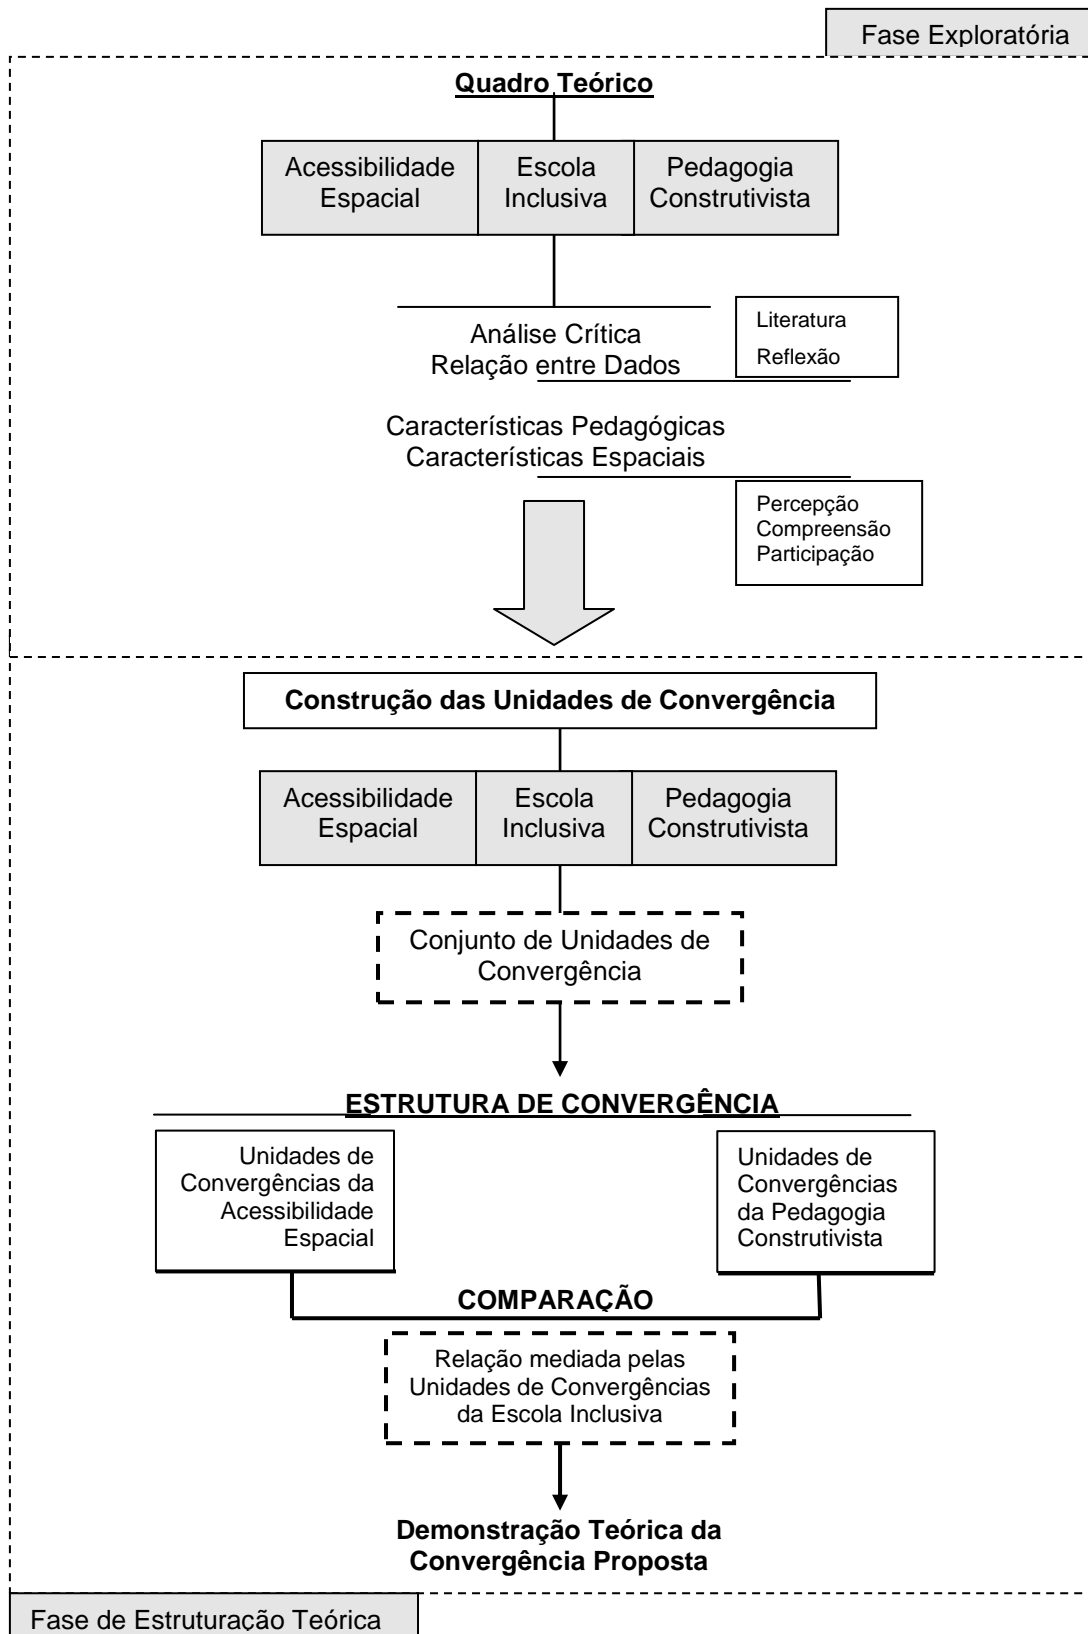 Fase Exploratória
Quadro Teórico
Acessibilidade
Espacial
Escola
Inclusiva
Pedagogia
Construtivista
Análise Crítica
Relação entre Dados
Literatura
Reflexão
Características Pedagógicas
Características Espaciais
Percepção
Compreensão
Participação
Construção das Unidades de Convergência
Acessibilidade
Espacial
Escola
Inclusiva
Pedagogia
Construtivista
Conjunto de Unidades de
Convergência
ESTRUTURA DE CONVERGÊNCIA
Unidades de
Convergências da
Acessibilidade
Espacial
Unidades de
Convergências
da Pedagogia
Construtivista
COMPARAÇÃO
Relação mediada pelas
Unidades de Convergências
da Escola Inclusiva
Demonstração Teórica da
Convergência Proposta
Fase de Estruturação Teórica